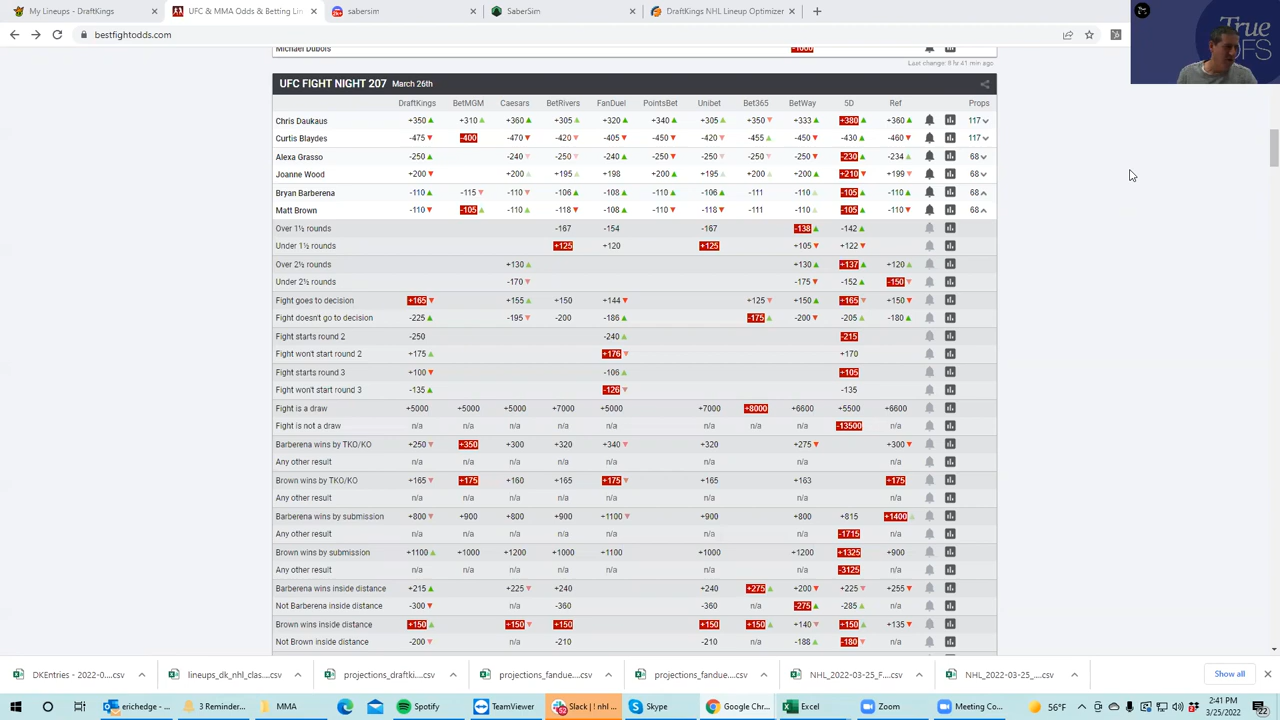 My Lineups - DraftKings
UFC & MMA Odds & Betting Lin
sabersim
SaberSim
DraftKings NHL Lineup Optimizer
bestfightodds.com
True
FS
Michael Dubois
-1000
Last change: 8 hr 41 min ago
UFC FIGHT NIGHT 207 March 26th
DraftKings BetMGM Caesars BetRivers FanDuel PointsBet Unibet Bet365 BetWay 5D Ref Props
Chris Daukaus +350▲ +310▲ +360▲ +305▲ +320▲ +340▲ +305▲ +350▼ +333▲ +380▲ +360▲ 117
Curtis Blaydes -475▼ -400 -470▼ -420▼ -405▼ -450▼ -420▼ -455▲ -450▼ -430▲ -460▼ 117
Alexa Grasso -250▲ -240▼ -250▼ -240▲ -250▼ -250▼ -250▼ -250▼ -230▲ -234▲ 68
Joanne Wood +200▼ +200▲ +195▲ +198 +200▲ +195▲ +200▲ +200▲ +210▼ +199▼ 68
Bryan Barberena -110▲ -115▼ -110▼ -106▲ -108▲ -110▲ -106▲ -111 -110▲ -105▲ -110▲ 68
Matt Brown -110▼ -105▲ -110▲ -118▼ -108▲ -110▼ -118▼ -111 -110▲ -105▲ -110▼ 68
Over 1½ rounds -167 -154 -167 -138▲ -142▲
Under 1½ rounds +125 +120 +125 +105▼ +122▼
Over 2½ rounds +130▲ +130▲ +137▲ +120▲
Under 2½ rounds -170▼ -175▼ -152▲ -150▼
Fight goes to decision +165▼ +155▲ +150 +144▼ +125▼ +150▲ +165▼ +150▼
Fight doesn't go to decision -225▲ -195▼ -200 -186▲ -175▲ -200▼ -205▲ -180▲
Fight starts round 2 -250 -240▲ -215
Fight won't start round 2 +175▲ +176▼ +170
Fight starts round 3 +100▼ -106▲ +105
Fight won't start round 3 -135▲ -126▼ -135
Fight is a draw +5000 +5000 +5000 +7000 +5000 +7000 +8000 +6600 +5500 +6600
Fight is not a draw n/a n/a n/a n/a n/a n/a n/a n/a -13500 n/a
Barberena wins by TKO/KO +250▼ +350 +300 +320 +340▼ +320 +275▼ +300▼
Any other result n/a n/a n/a n/a n/a n/a n/a n/a
Brown wins by TKO/KO +165▼ +175 +160 +165 +175▼ +165 +163 +175
Any other result n/a n/a n/a n/a n/a n/a n/a n/a
Barberena wins by submission +800▼ +900 +800 +900 +1100▼ +900 +800 +815 +1400▲
Any other result n/a n/a n/a n/a n/a n/a n/a -1715 n/a
Brown wins by submission +1100▲ +1000 +1200 +1000 +1100 +1000 +1200 +1325 +900
Any other result n/a n/a n/a n/a n/a n/a n/a -3125 n/a
Barberena wins inside distance +215▲ +225▼ +240 +240 +275▲ +200▼ +225▼ +255▼
Not Barberena inside distance -300▼ n/a -360 -360 n/a -275▲ -285▲ n/a
Brown wins inside distance +150▲ +150▼ +150 +150 +150▲ +140▼ +150▲ +135▼
Not Brown inside distance -200▼ n/a -210 -210 n/a -188▲ -180▼ n/a
DKEntries - 2022-0....csv
lineups_dk_nhl_clas....csv
projections_draftki....csv
projections_fandue....csv
projections_fandue....csv
NHL_2022-03-25_F....csv
NHL_2022-03-25_....csv
Show all
erichedge...
3 Reminder...
MMA
Spotify
TeamViewer
Slack | ! nhl ...
Skype
Google Chr...
Excel
Zoom
Meeting Co...
56°F
2:41 PM
3/25/2022
22